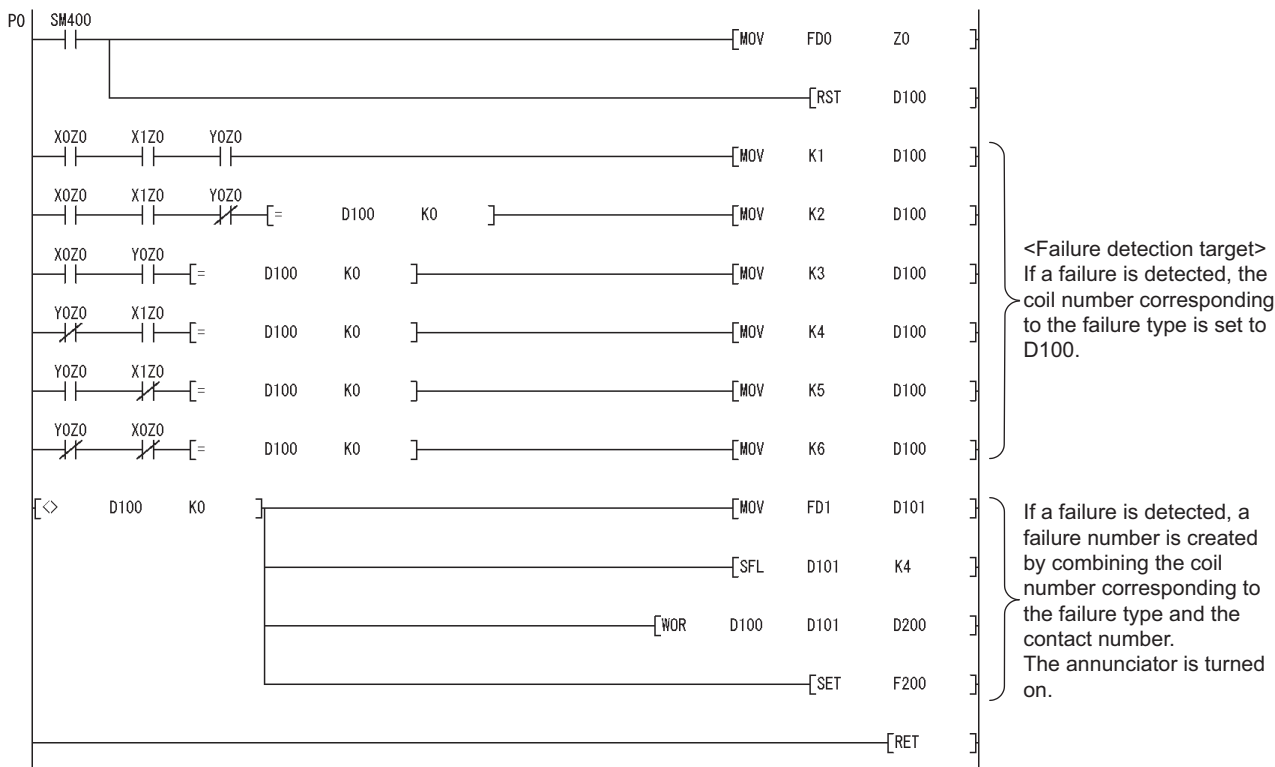 P0 SM400
[MOV FD0 Z0 ]
[RST D100 ]
X0Z0 X1Z0 Y0Z0
[MOV K1 D100 ]
X0Z0 X1Z0 Y0Z0
[= D100 K0 ] [MOV K2 D100 ]
X0Z0 Y0Z0
[= D100 K0 ] [MOV K3 D100 ]
Y0Z0 X1Z0
[= D100 K0 ] [MOV K4 D100 ]
Y0Z0 X1Z0
[= D100 K0 ] [MOV K5 D100 ]
Y0Z0 X0Z0
[= D100 K0 ] [MOV K6 D100 ]
<Failure detection target>
If a failure is detected, the
coil number corresponding
to the failure type is set to
D100.
[<> D100 K0 ] [MOV FD1 D101 ]
[SFL D101 K4 ]
[WOR D100 D101 D200 ]
[SET F200 ]
If a failure is detected, a
failure number is created
by combining the coil
number corresponding to
the failure type and the
contact number.
The annunciator is turned
on.
[RET ]